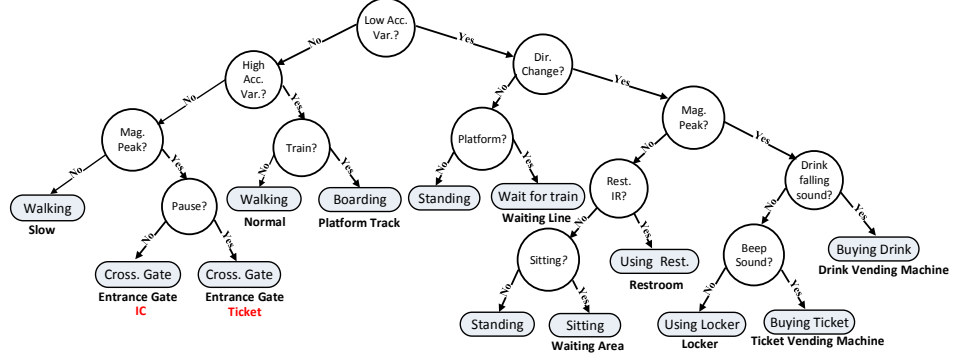 Low Acc.
Var.?
No
Yes
High
Acc.
Var.?
Dir.
Change?
No
Yes
No
Yes
Mag.
Peak?
Train?
Platform?
Mag.
Peak?
No
Yes
No
Yes
No
Yes
No
Yes
Walking
Slow
Pause?
Walking
Normal
Boarding
Platform Track
Standing
Wait for train
Waiting Line
Rest.
IR?
Drink
falling
sound?
No
Yes
No
Yes
No
Yes
Cross. Gate
Entrance Gate
IC
Cross. Gate
Entrance Gate
Ticket
Sitting?
Using Rest.
Restroom
Beep
Sound?
Buying Drink
Drink Vending Machine
No
Yes
No
Yes
Standing
Sitting
Waiting Area
Using Locker
Locker
Buying Ticket
Ticket Vending Machine